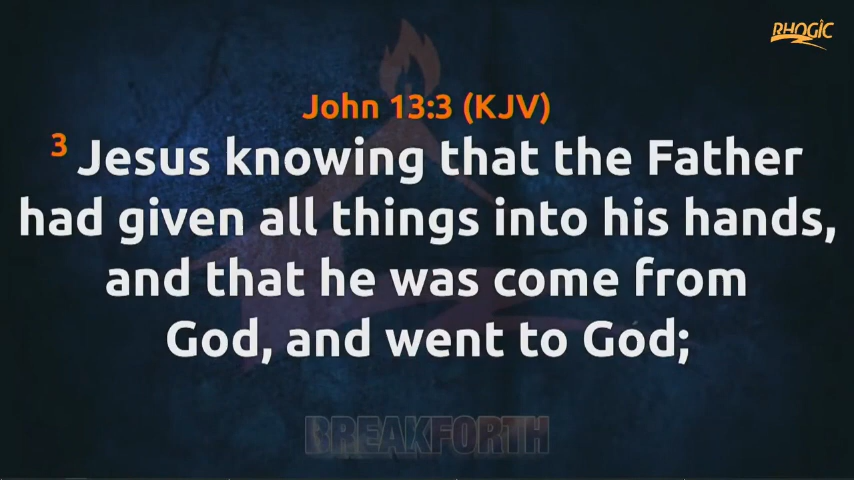 RHOGIC
John 13:3 (KJV)
3 Jesus knowing that the Father
had given all things into his hands,
and that he was come from
God, and went to God;
BREAKFORTH